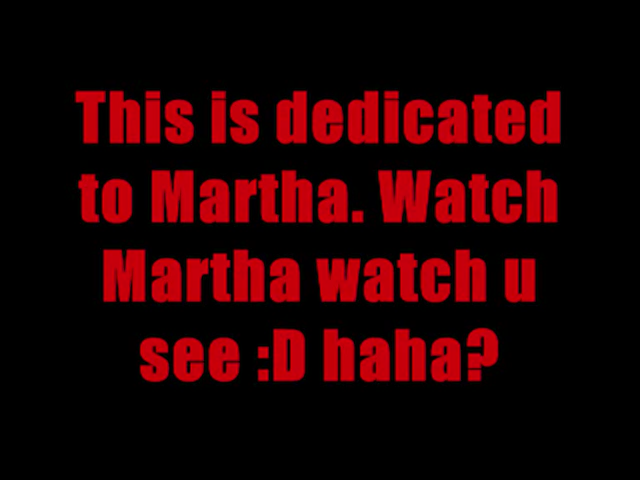 This is dedicated
to Martha. Watch
Martha watch u
see :D haha?